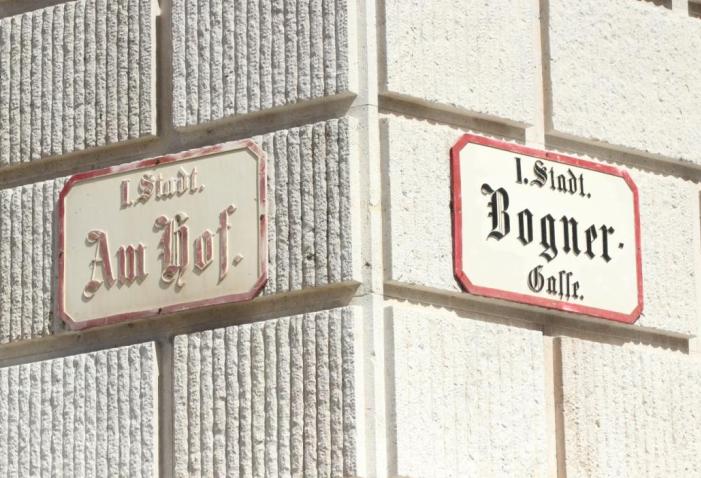 I. Stadt.
Am Hof.
I. Stadt.
Bogner-
Gasse.